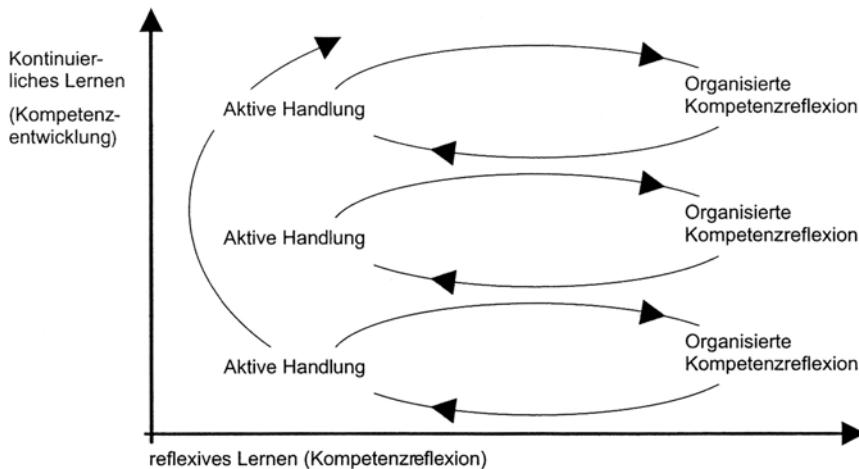 Kontinuier-
liches Lernen
(Kompetenz-
entwicklung)
Aktive Handlung
Organisierte
Kompetenzreflexion
Aktive Handlung
Organisierte
Kompetenzreflexion
Aktive Handlung
Organisierte
Kompetenzreflexion
reflexives Lernen (Kompetenzreflexion)